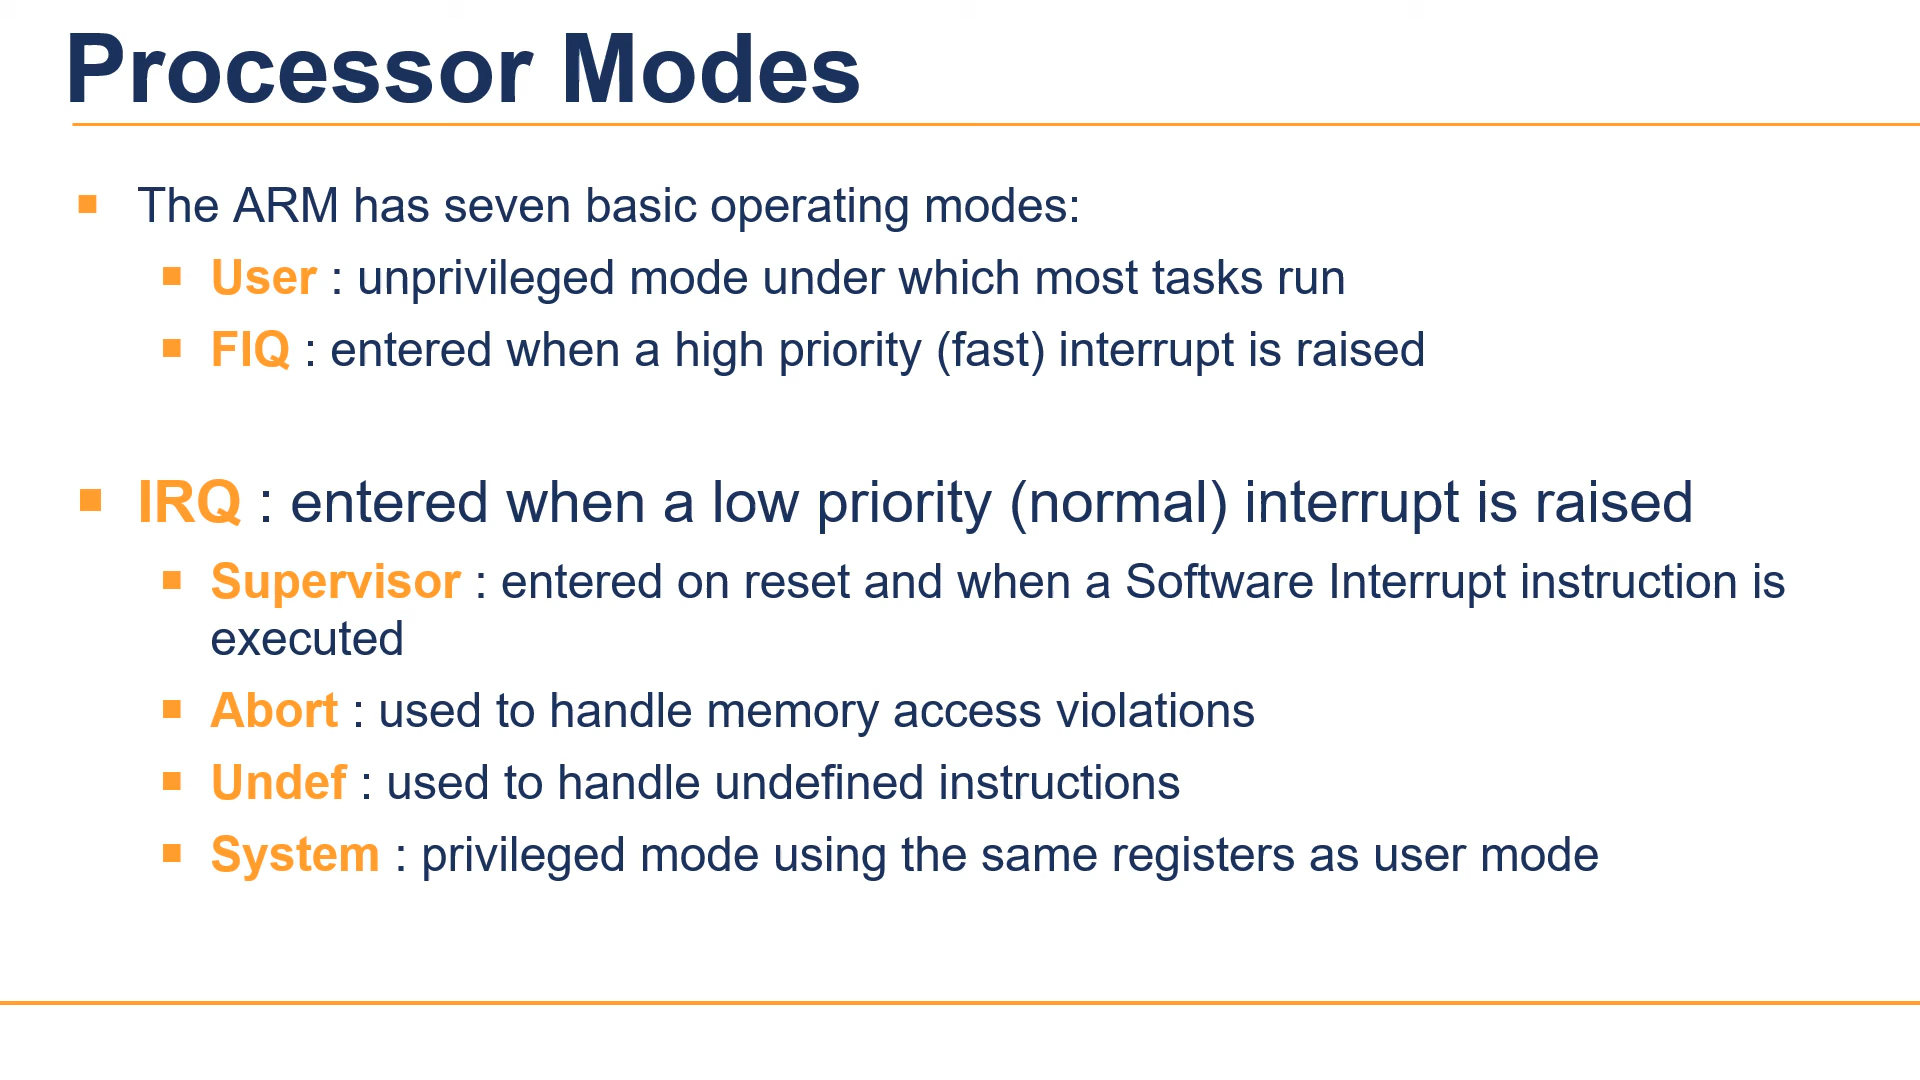 Processor Modes
The ARM has seven basic operating modes:
User : unprivileged mode under which most tasks run
FIQ : entered when a high priority (fast) interrupt is raised
IRQ : entered when a low priority (normal) interrupt is raised
Supervisor : entered on reset and when a Software Interrupt instruction is
executed
Abort : used to handle memory access violations
Undef : used to handle undefined instructions
System : privileged mode using the same registers as user mode